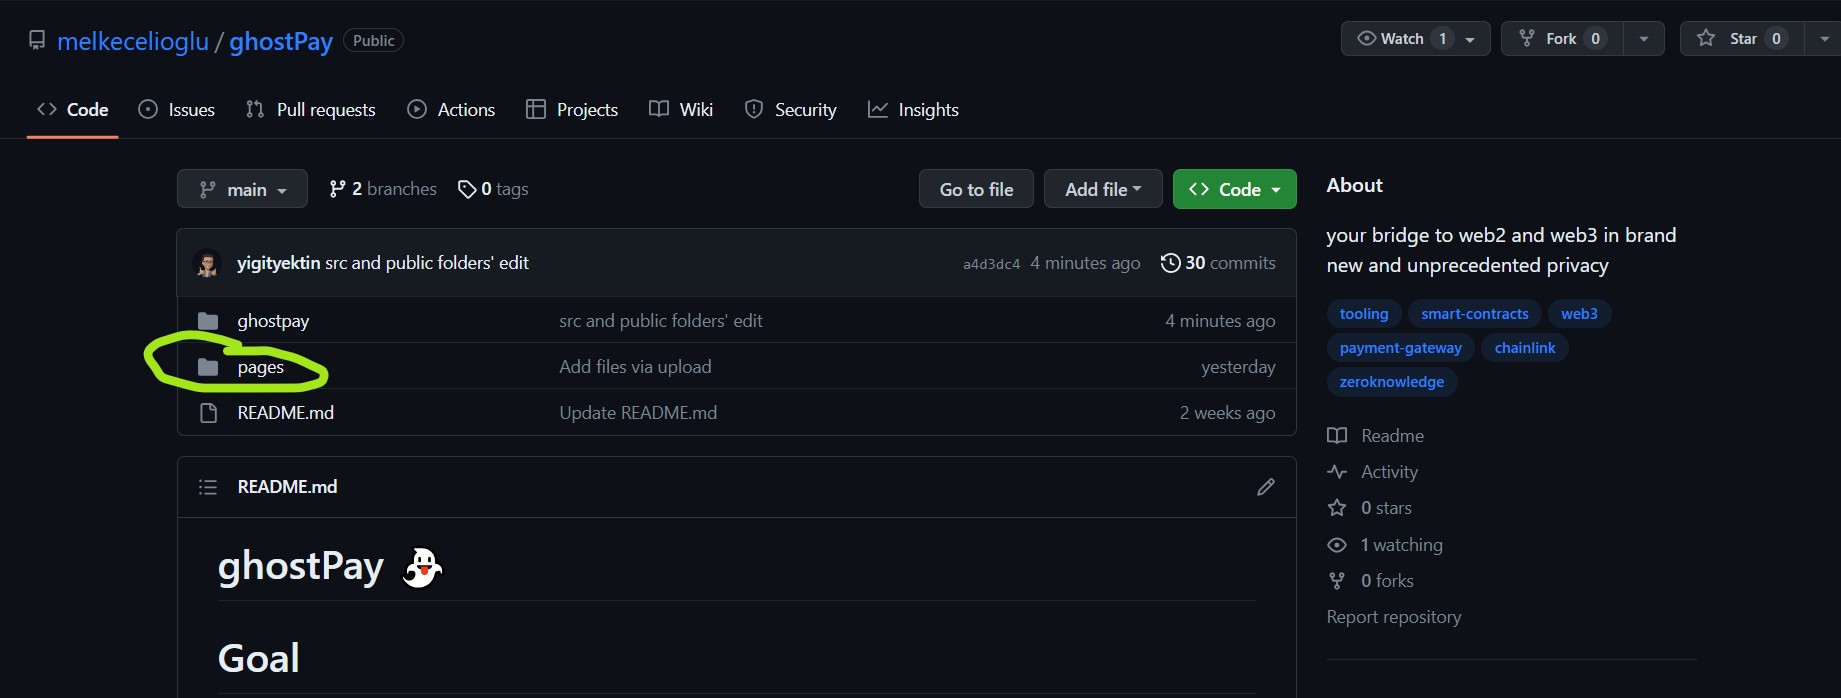 melkecelioglu / ghostPay Public
Watch 1 Fork 0 Star 0
Code Issues Pull requests Actions Projects Wiki Security Insights
main 2 branches 0 tags Go to file Add file Code
yigityektin src and public folders' edit a4d3dc4 4 minutes ago 30 commits
ghostpay src and public folders' edit 4 minutes ago
pages Add files via upload yesterday
README.md Update README.md 2 weeks ago
README.md
ghostPay
Goal
About
your bridge to web2 and web3 in brand
new and unprecedented privacy
tooling smart-contracts web3
payment-gateway chainlink
zeroknowledge
Readme
Activity
0 stars
1 watching
0 forks
Report repository